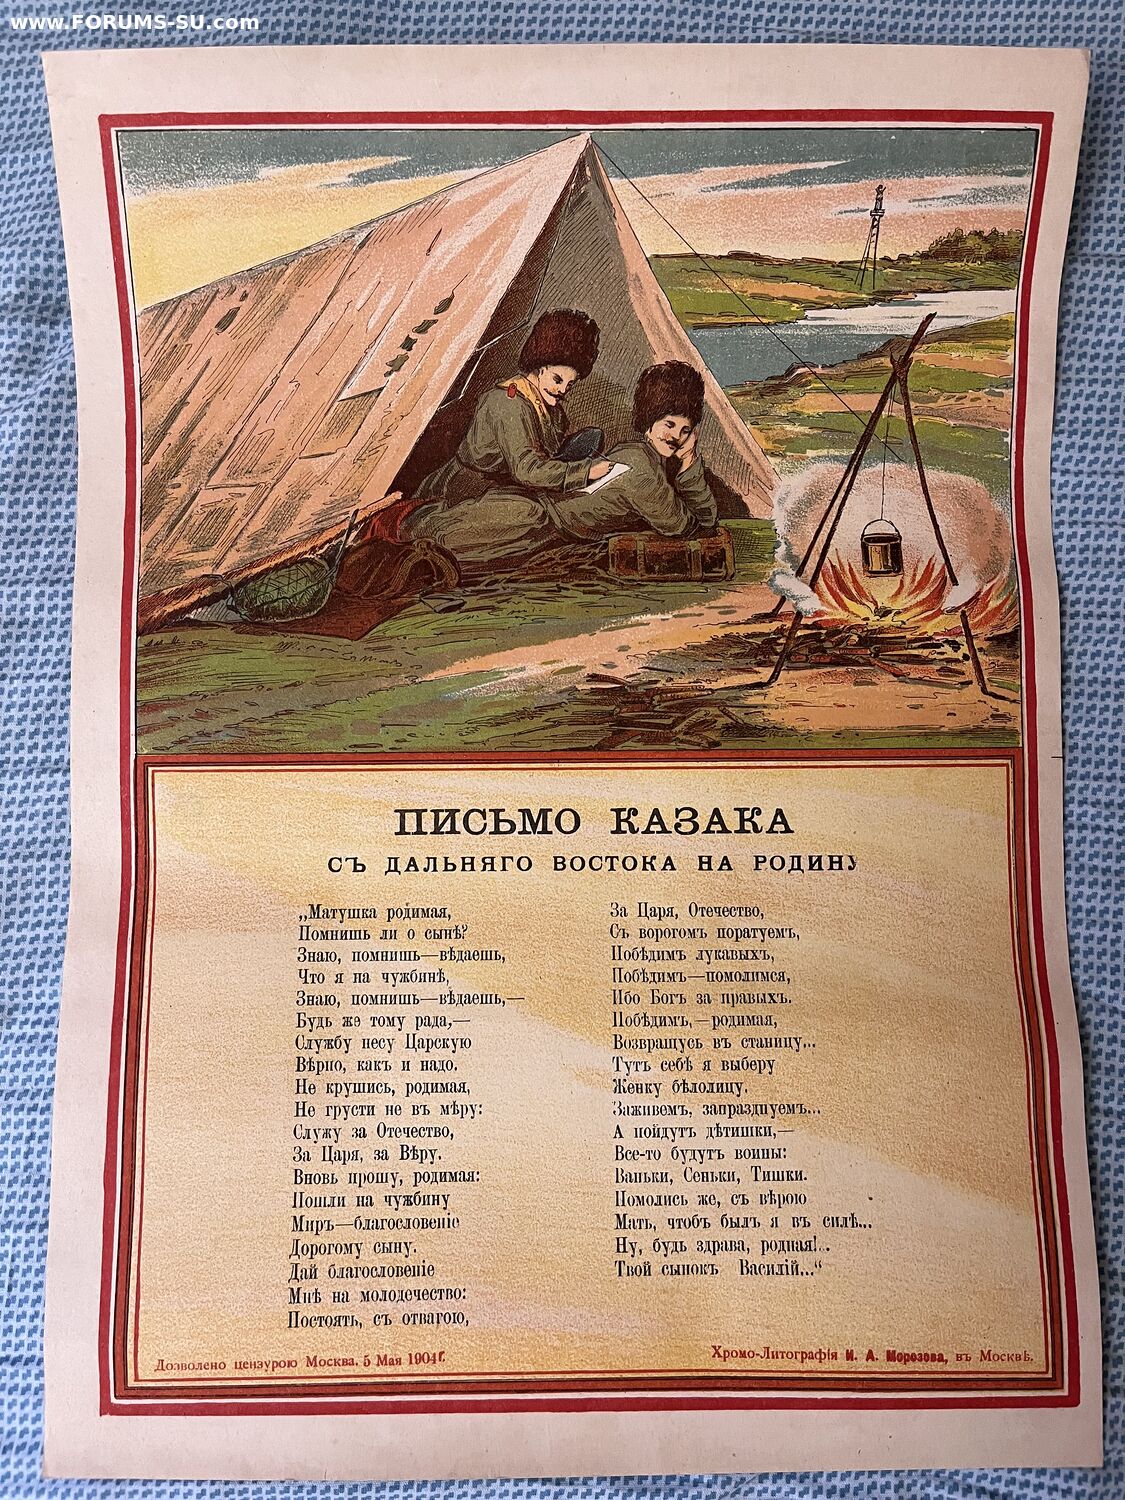 www.FORUMS-SU.com
ПИСЬМО КАЗАКА
СЪ ДАЛЬНЯГО ВОСТОКА НА РОДИНУ
„Матушка родимая,
Помнишь ли о сынѣ?
Знаю, помнишь—вѣдаешь,
Что я на чужбинѣ,
Знаю, помнишь—вѣдаешь,—
Будь же тому рада,—
Службу несу Царскую
Вѣрно, какъ и надо.
Не крушись, родимая,
Не грусти не въ мѣру:
Служу за Отечество,
За Царя, за Вѣру.
Вновь прошу, родимая:
Пошли на чужбину
Миръ—благословеніе
Дорогому сыну.
Дай благословеніе
Мнѣ на молодечество:
Постоять, съ отвагою,
За Царя, Отечество,
Съ ворогомъ поратуемъ,
Побѣдимъ лукавыхъ,
Побѣдимъ—помолимся,
Ибо Богъ за правыхъ.
Побѣдимъ,—родимая,
Возвращусь въ станицу...
Тутъ себѣ я выберу
Женку бѣлолицу.
Заживемъ, запразднуемъ...
А пойдутъ дѣтишки,—
Все-то будутъ воины:
Ваньки, Сеньки, Тишки.
Помолись же, съ вѣрою
Мать, чтобъ былъ я въ силѣ...
Ну, будь здрава, родная!..
Твой сынокъ Василій..."
Дозволено цензурою Москва. 5 Мая 1904 г.
Хромо-Литографія И. А. Морозова, въ Москвѣ.